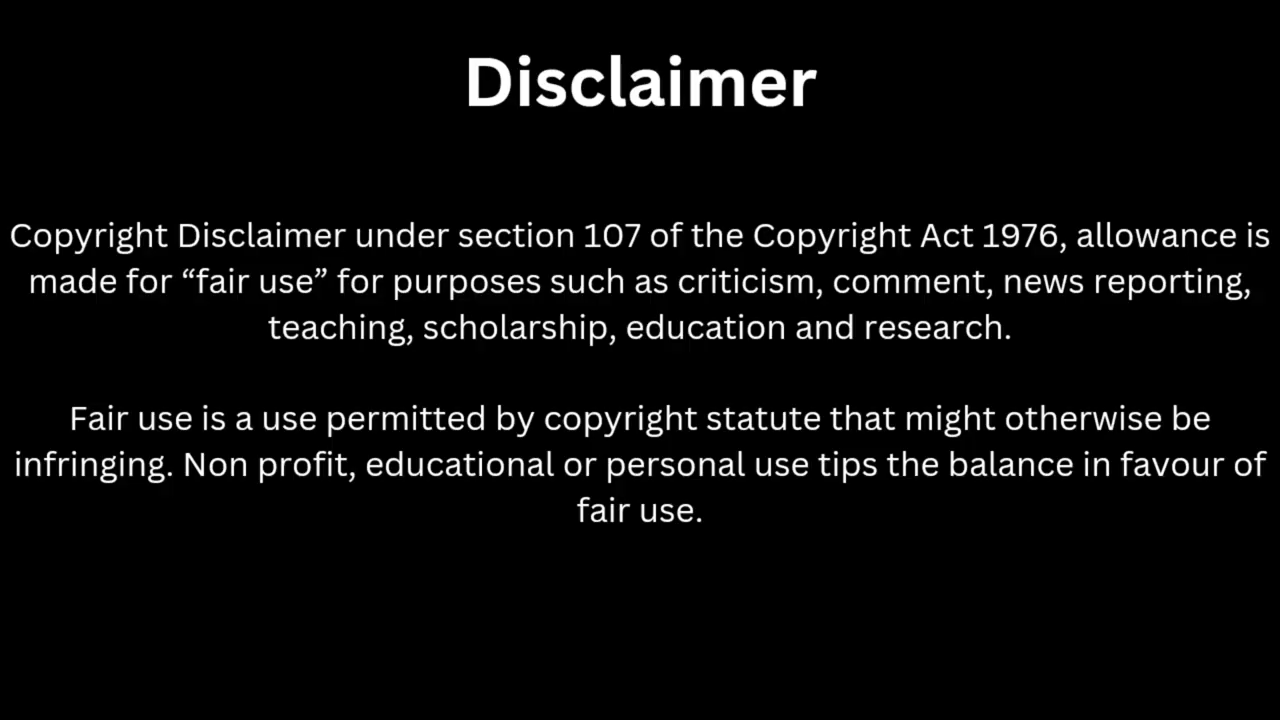 Disclaimer
Copyright Disclaimer under section 107 of the Copyright Act 1976, allowance is
made for “fair use” for purposes such as criticism, comment, news reporting,
teaching, scholarship, education and research.
Fair use is a use permitted by copyright statute that might otherwise be
infringing. Non profit, educational or personal use tips the balance in favour of
fair use.